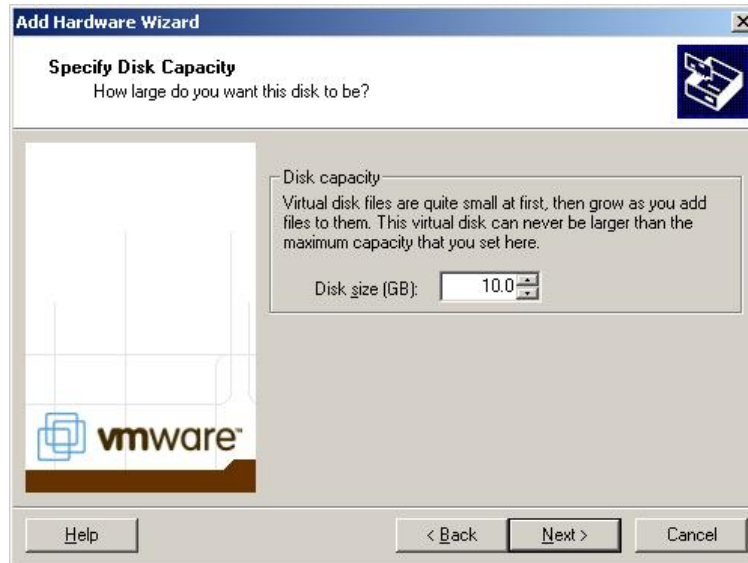 Add Hardware Wizard
Specify Disk Capacity
How large do you want this disk to be?
Disk capacity
Virtual disk files are quite small at first, then grow as you add
files to them. This virtual disk can never be larger than the
maximum capacity that you set here.
Disk size (GB): 10.0
vmware™
Help < Back Next > Cancel